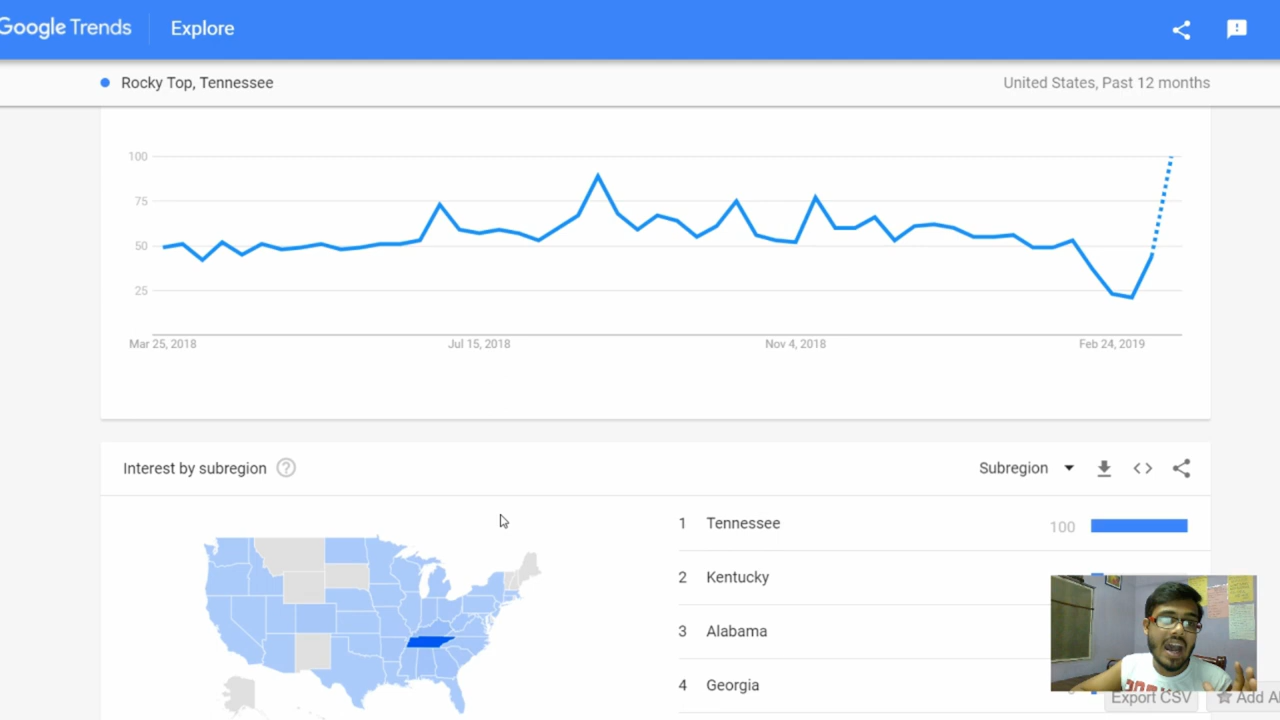 Google Trends Explore
Rocky Top, Tennessee United States, Past 12 months
100
75
50
25
Mar 25, 2018 Jul 15, 2018 Nov 4, 2018 Feb 24, 2019
Interest by subregion ? Subregion
1 Tennessee 100
2 Kentucky
3 Alabama
4 Georgia
Export CSV